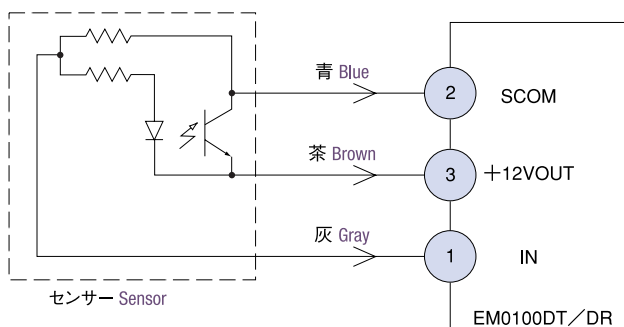 青 Blue
2
SCOM
茶 Brown
3
＋12VOUT
灰 Gray
1
IN
センサー Sensor
EM0100DT／DR